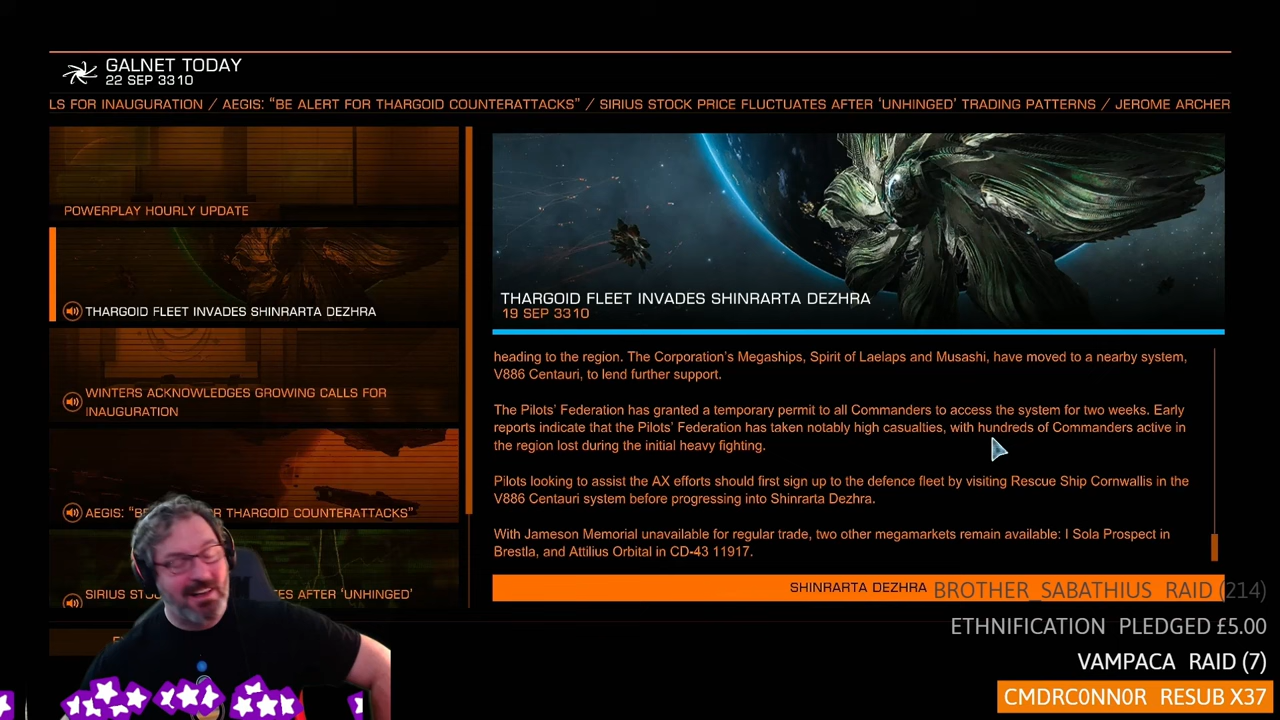 GALNET TODAY
22 SEP 3310
LS FOR INAUGURATION / AEGIS: “BE ALERT FOR THARGOID COUNTERATTACKS” / SIRIUS STOCK PRICE FLUCTUATES AFTER ‘UNHINGED’ TRADING PATTERNS / JEROME ARCHER
POWERPLAY HOURLY UPDATE
THARGOID FLEET INVADES SHINRARTA DEZHRA
WINTERS ACKNOWLEDGES GROWING CALLS FOR
INAUGURATION
AEGIS: “BE R THARGOID COUNTERATTACKS”
SIRIUS ES AFTER ‘UNHINGED’
THARGOID FLEET INVADES SHINRARTA DEZHRA
19 SEP 3310
heading to the region. The Corporation’s Megaships, Spirit of Laelaps and Musashi, have moved to a nearby system,
V886 Centauri, to lend further support.
The Pilots’ Federation has granted a temporary permit to all Commanders to access the system for two weeks. Early
reports indicate that the Pilots’ Federation has taken notably high casualties, with hundreds of Commanders active in
the region lost during the initial heavy fighting.
Pilots looking to assist the AX efforts should first sign up to the defence fleet by visiting Rescue Ship Cornwallis in the
V886 Centauri system before progressing into Shinrarta Dezhra.
With Jameson Memorial unavailable for regular trade, two other megamarkets remain available: I Sola Prospect in
Brestla, and Attilius Orbital in CD-43 11917.
SHINRARTA DEZHRA
BROTHER_SABATHIUS RAID (214)
ETHNIFICATION PLEDGED £5.00
VAMPACA RAID (7)
CMDRC0NN0R RESUB X37